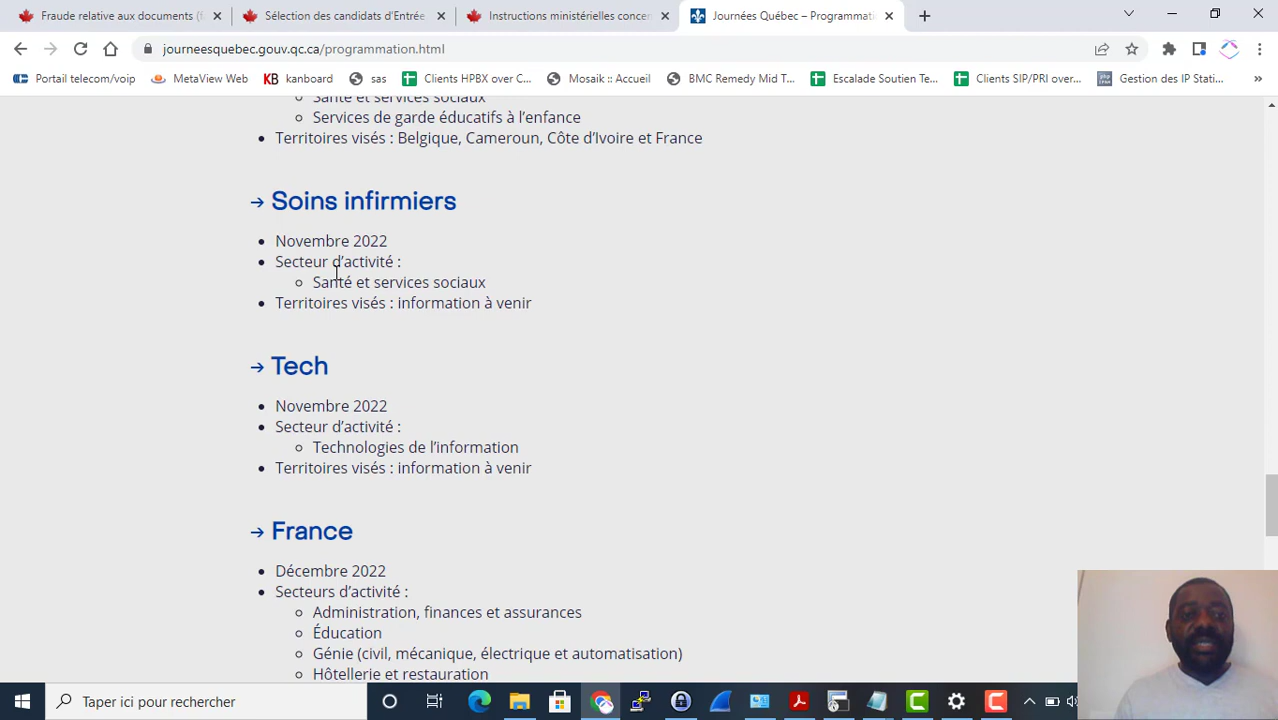 Fraude relative aux documents (f
Sélection des candidats d'Entrée
Instructions ministérielles concer
Journées Québec – Programmati
journeesquebec.gouv.qc.ca/programmation.html
Portail telecom/voip
MetaView Web
KB kanboard
sas
Clients HPBX over C...
Mosaik :: Accueil
BMC Remedy Mid T...
Escalade Soutien Te...
Clients SIP/PRI over...
Gestion des IP Stati...
»
Santé et services sociaux
Services de garde éducatifs à l'enfance
Territoires visés : Belgique, Cameroun, Côte d'Ivoire et France
→ Soins infirmiers
Novembre 2022
Secteur d'activité :
Santé et services sociaux
Territoires visés : information à venir
→ Tech
Novembre 2022
Secteur d'activité :
Technologies de l'information
Territoires visés : information à venir
→ France
Décembre 2022
Secteurs d'activité :
Administration, finances et assurances
Éducation
Génie (civil, mécanique, électrique et automatisation)
Hôtellerie et restauration
Taper ici pour rechercher